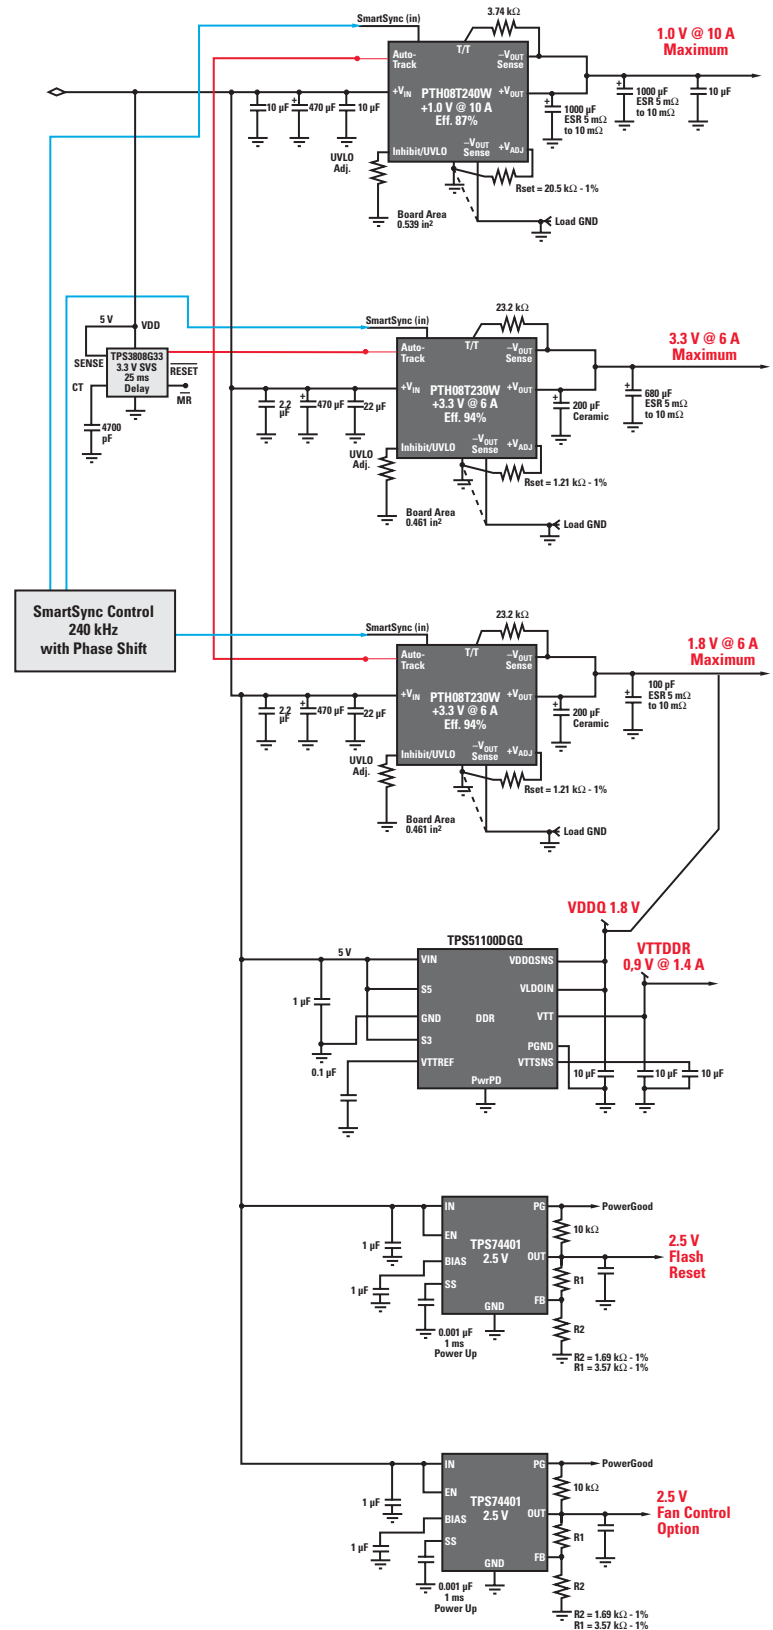 3.74 kΩ
SmartSync (in)
1.0 V @ 10 A
Maximum
Auto-
Track
T/T
–VOUT
Sense
+VIN
PTH08T240W
+1.0 V @ 10 A
Eff. 87%
+VOUT
10 µF
470 µF
10 µF
1000 µF
ESR 5 mΩ
to 10 mΩ
1000 µF
ESR 5 mΩ
to 10 mΩ
10 µF
Inhibit/UVLO
–VOUT
Sense
+VADJ
UVLO
Adj.
Rset = 20.5 kΩ - 1%
Board Area
0.539 in²
Load GND
23.2 kΩ
SmartSync (in)
3.3 V @ 6 A
Maximum
5 V
VDD
SENSE
TPS3808G33
3.3 V SVS
25 ms
Delay
RESET
CT
MR
4700
pF
Auto-
Track
T/T
–VOUT
Sense
+VIN
PTH08T230W
+3.3 V @ 6 A
Eff. 94%
+VOUT
2.2
µF
470 µF
22 µF
200 µF
Ceramic
680 µF
ESR 5 mΩ
to 10 mΩ
Inhibit/UVLO
–VOUT
Sense
+VADJ
UVLO
Adj.
Rset = 1.21 kΩ - 1%
Board Area
0.461 in²
Load GND
SmartSync Control
240 kHz
with Phase Shift
23.2 kΩ
SmartSync (in)
1.8 V @ 6 A
Maximum
Auto-
Track
T/T
–VOUT
Sense
+VIN
PTH08T230W
+3.3 V @ 6 A
Eff. 94%
+VOUT
2.2
µF
470 µF
22 µF
200 µF
Ceramic
100 pF
ESR 5 mΩ
to 10 mΩ
Inhibit/UVLO
–VOUT
Sense
+VADJ
UVLO
Adj.
Rset = 1.21 kΩ - 1%
Board Area
0.461 in²
Load GND
VDDQ 1.8 V
TPS51100DGQ
VTTDDR
0,9 V @ 1.4 A
5 V
VIN
VDDQSNS
S5
VLDOIN
1 µF
GND
DDR
VTT
S3
PGND
0.1 µF
VTTREF
VTTSNS
10 µF
10 µF
10 µF
PwrPD
IN
PG
PowerGood
10 kΩ
EN
TPS74401
2.5 V
1 µF
BIAS
OUT
2.5 V
Flash
Reset
1 µF
SS
R1
FB
GND
R2
0.001 µF
1 ms
Power Up
R2 = 1.69 kΩ - 1%
R1 = 3.57 kΩ - 1%
IN
PG
PowerGood
10 kΩ
EN
TPS74401
2.5 V
1 µF
BIAS
OUT
2.5 V
Fan Control
Option
1 µF
SS
R1
FB
GND
R2
0.001 µF
1 ms
Power Up
R2 = 1.69 kΩ - 1%
R1 = 3.57 kΩ - 1%